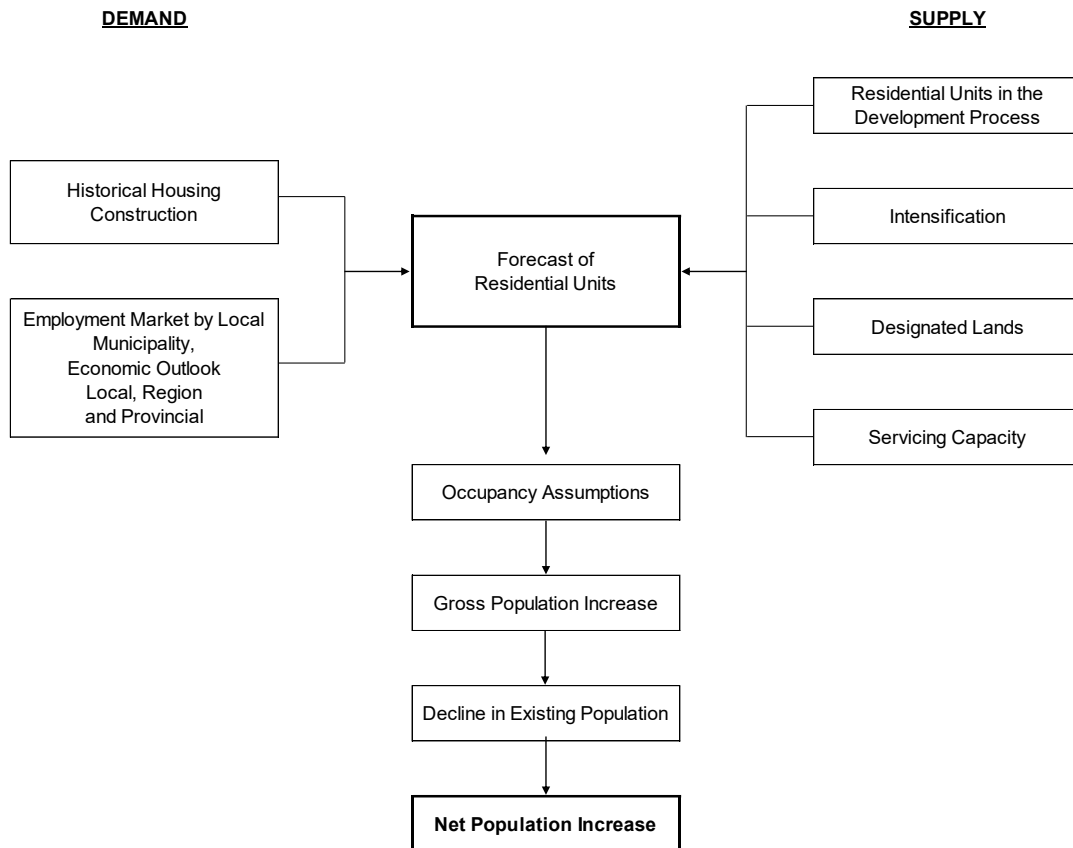 DEMAND
SUPPLY
Residential Units in the
Development Process
Historical Housing
Construction
Intensification
Forecast of
Residential Units
Employment Market by Local
Municipality,
Economic Outlook
Local, Region
and Provincial
Designated Lands
Servicing Capacity
Occupancy Assumptions
Gross Population Increase
Decline in Existing Population
Net Population Increase